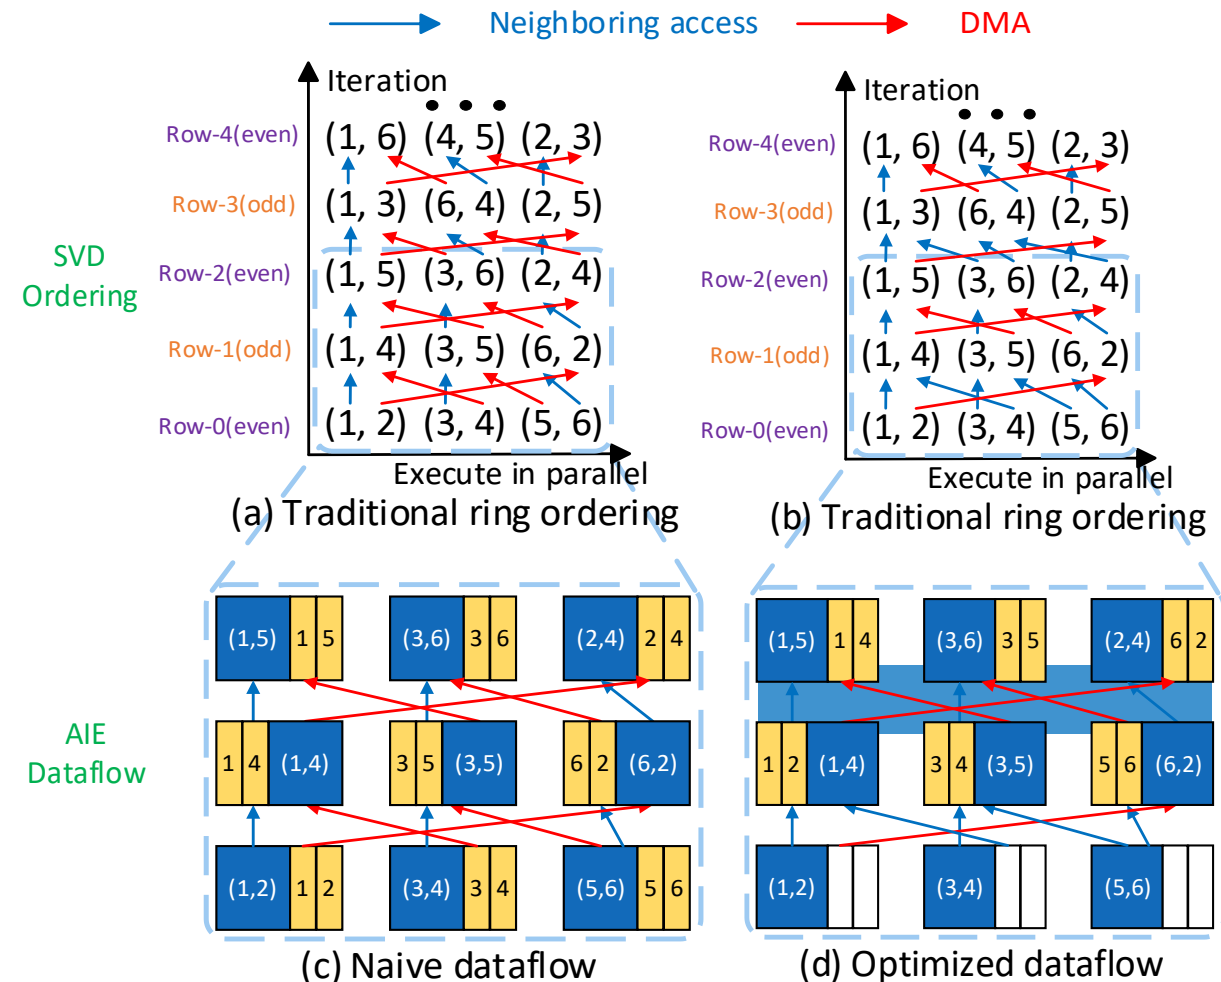 Neighboring access DMA
Iteration
Row-4(even) (1, 6) (4, 5) (2, 3)
Row-3(odd) (1, 3) (6, 4) (2, 5)
Row-2(even) (1, 5) (3, 6) (2, 4)
Row-1(odd) (1, 4) (3, 5) (6, 2)
Row-0(even) (1, 2) (3, 4) (5, 6)
Execute in parallel
(a) Traditional ring ordering
Iteration
Row-4(even) (1, 6) (4, 5) (2, 3)
Row-3(odd) (1, 3) (6, 4) (2, 5)
Row-2(even) (1, 5) (3, 6) (2, 4)
Row-1(odd) (1, 4) (3, 5) (6, 2)
Row-0(even) (1, 2) (3, 4) (5, 6)
Execute in parallel
(b) Traditional ring ordering
SVD
Ordering
AIE
Dataflow
(1,5) 1 5 (3,6) 3 6 (2,4) 2 4
1 4 (1,4) 3 5 (3,5) 6 2 (6,2)
(1,2) 1 2 (3,4) 3 4 (5,6) 5 6
(c) Naive dataflow
(1,5) 1 4 (3,6) 3 5 (2,4) 6 2
1 2 (1,4) 3 4 (3,5) 5 6 (6,2)
(1,2) (3,4) (5,6)
(d) Optimized dataflow